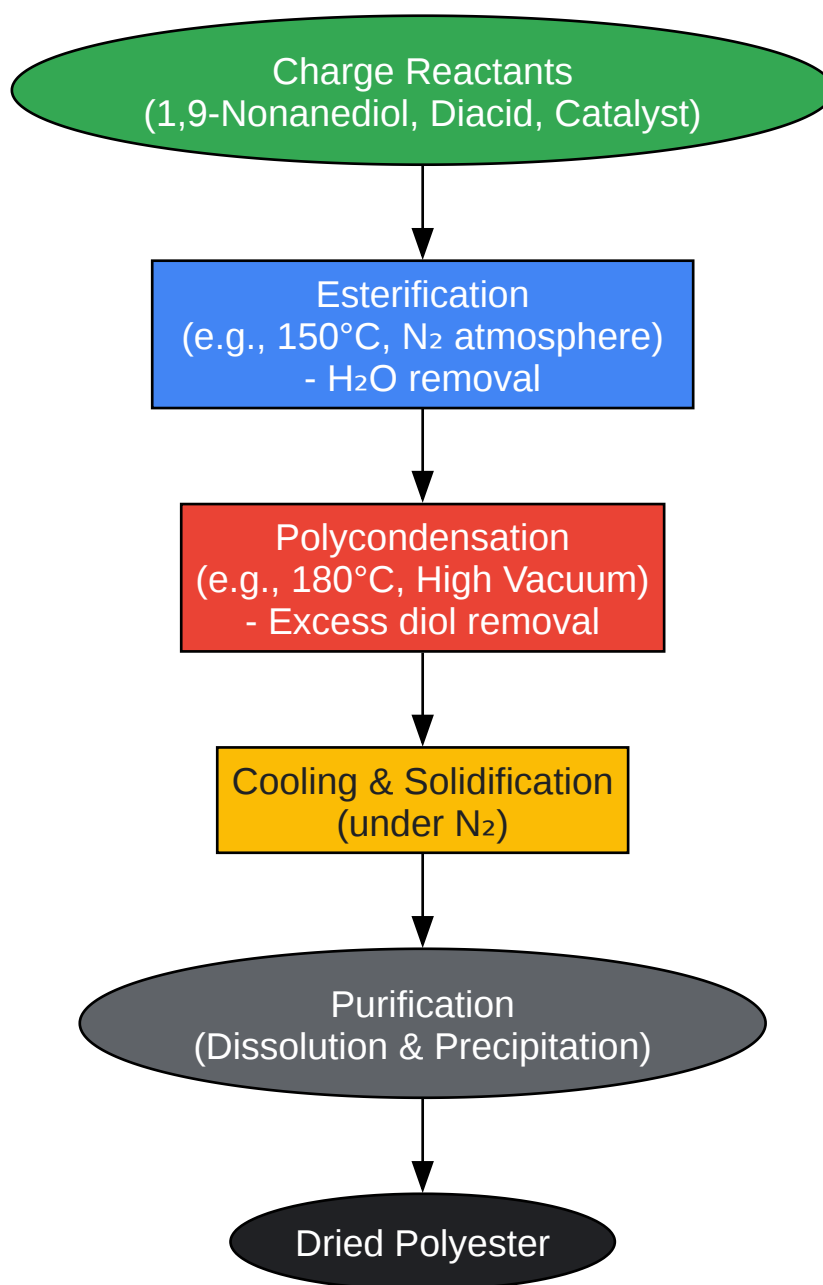 Charge Reactants
(1,9-Nonanediol, Diacid, Catalyst)
Esterification
(e.g., 150°C, N₂ atmosphere)
- H₂O removal
Polycondensation
(e.g., 180°C, High Vacuum)
- Excess diol removal
Cooling & Solidification
(under N₂)
Purification
(Dissolution & Precipitation)
Dried Polyester